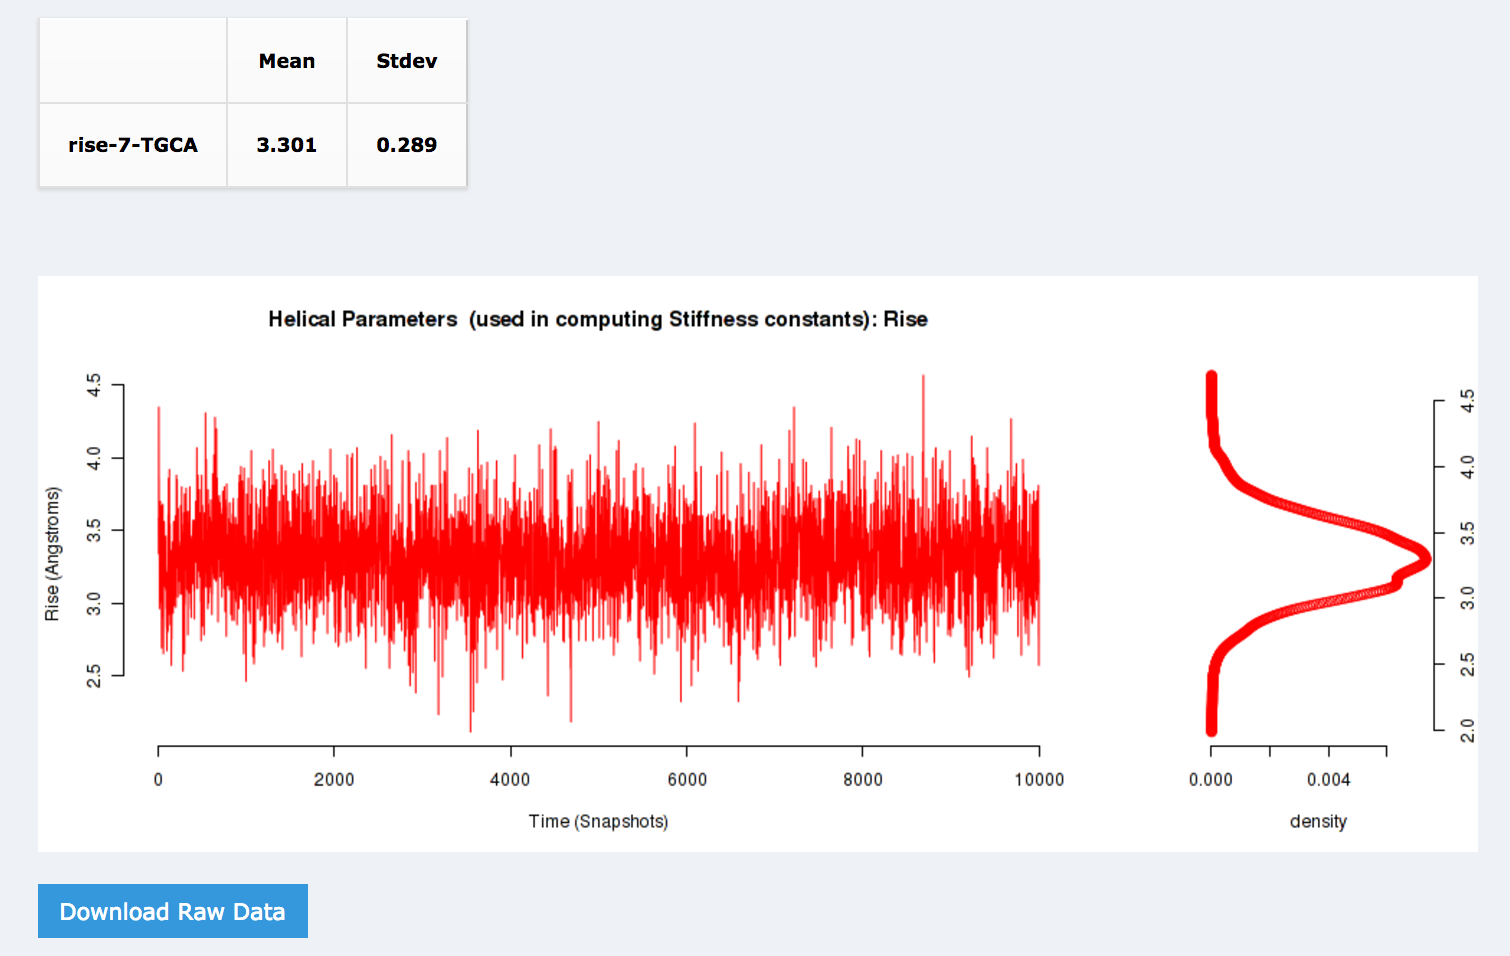 Mean Stdev
rise-7-TGCA 3.301 0.289
Helical Parameters  (used in computing Stiffness constants): Rise
Rise (Angstroms)
4.5
4.0
3.5
3.0
2.5
0 2000 4000 6000 8000 10000
Time (Snapshots)
4.5
4.0
3.5
3.0
2.5
2.0
0.000 0.004
density
Download Raw Data